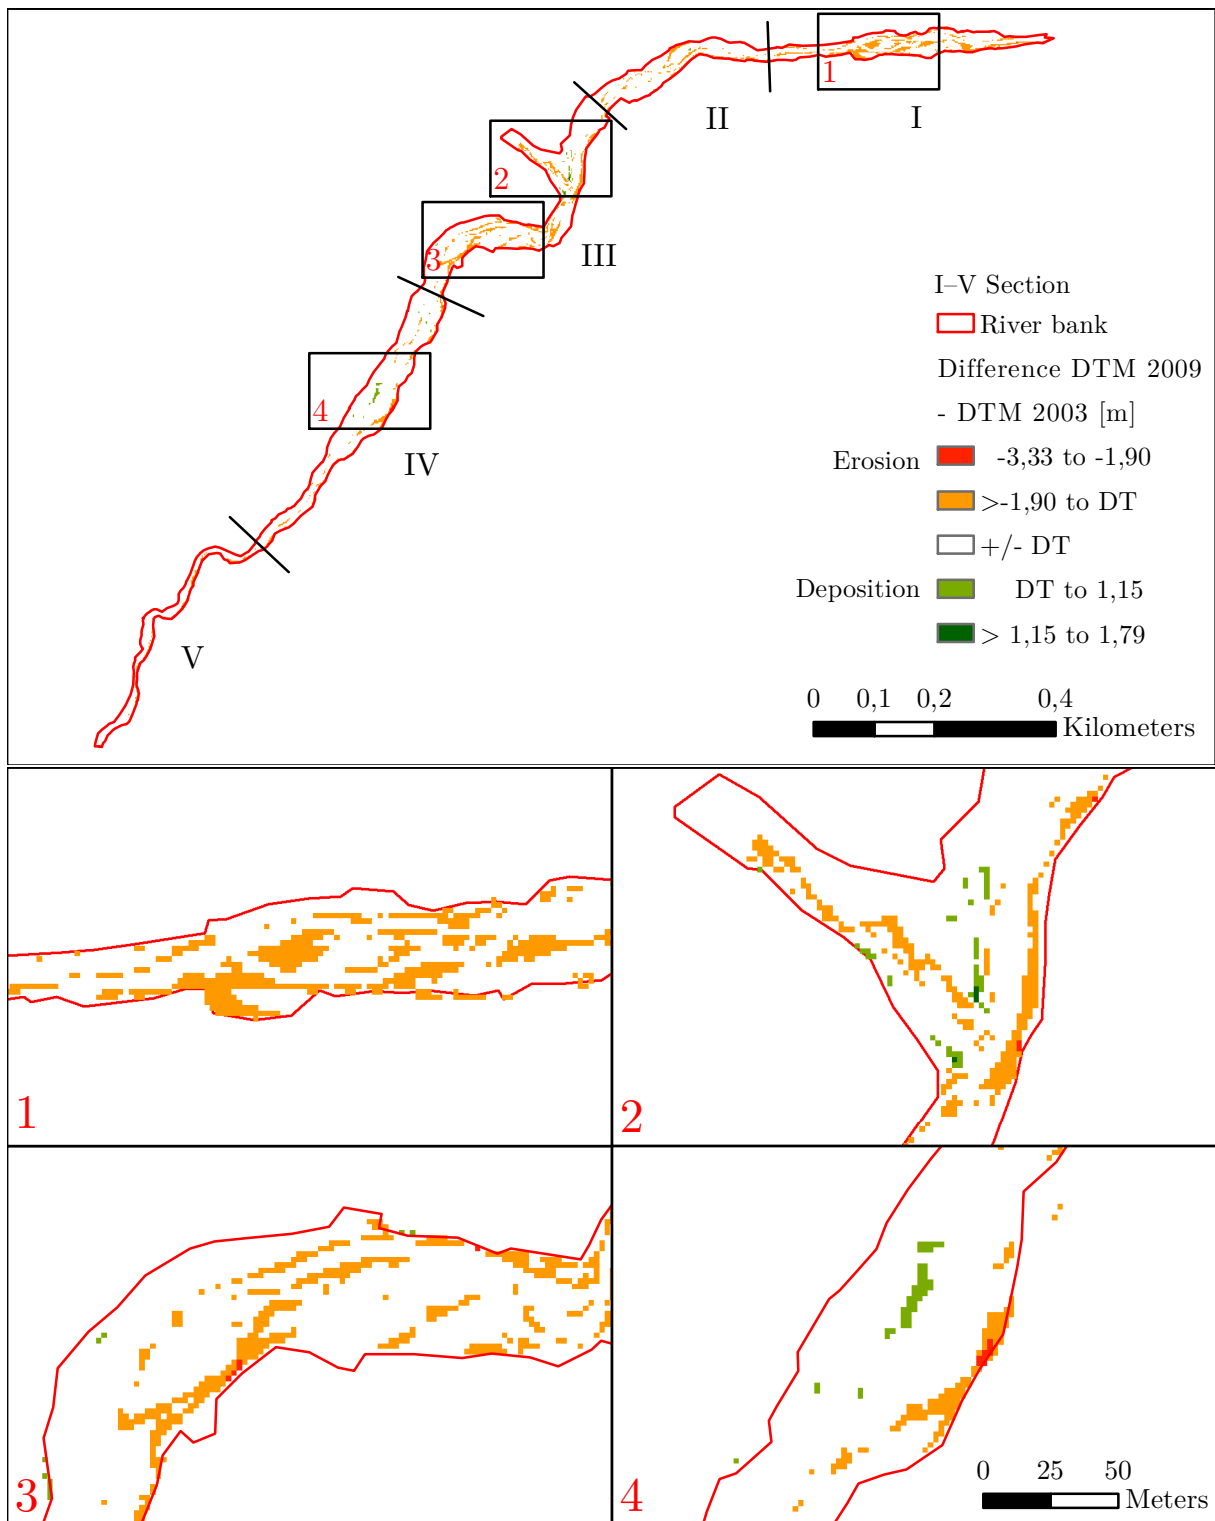 1
I
II
2
3
III
4
IV
V
I–V Section
River bank
Difference DTM 2009
- DTM 2003 [m]
Erosion -3,33 to -1,90
>-1,90 to DT
+/- DT
Deposition DT to 1,15
> 1,15 to 1,79
0 0,1 0,2 0,4
Kilometers
1
2
3
4
0 25 50
Meters